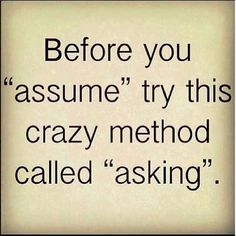 Before you
“assume” try this
crazy method
called “asking”.